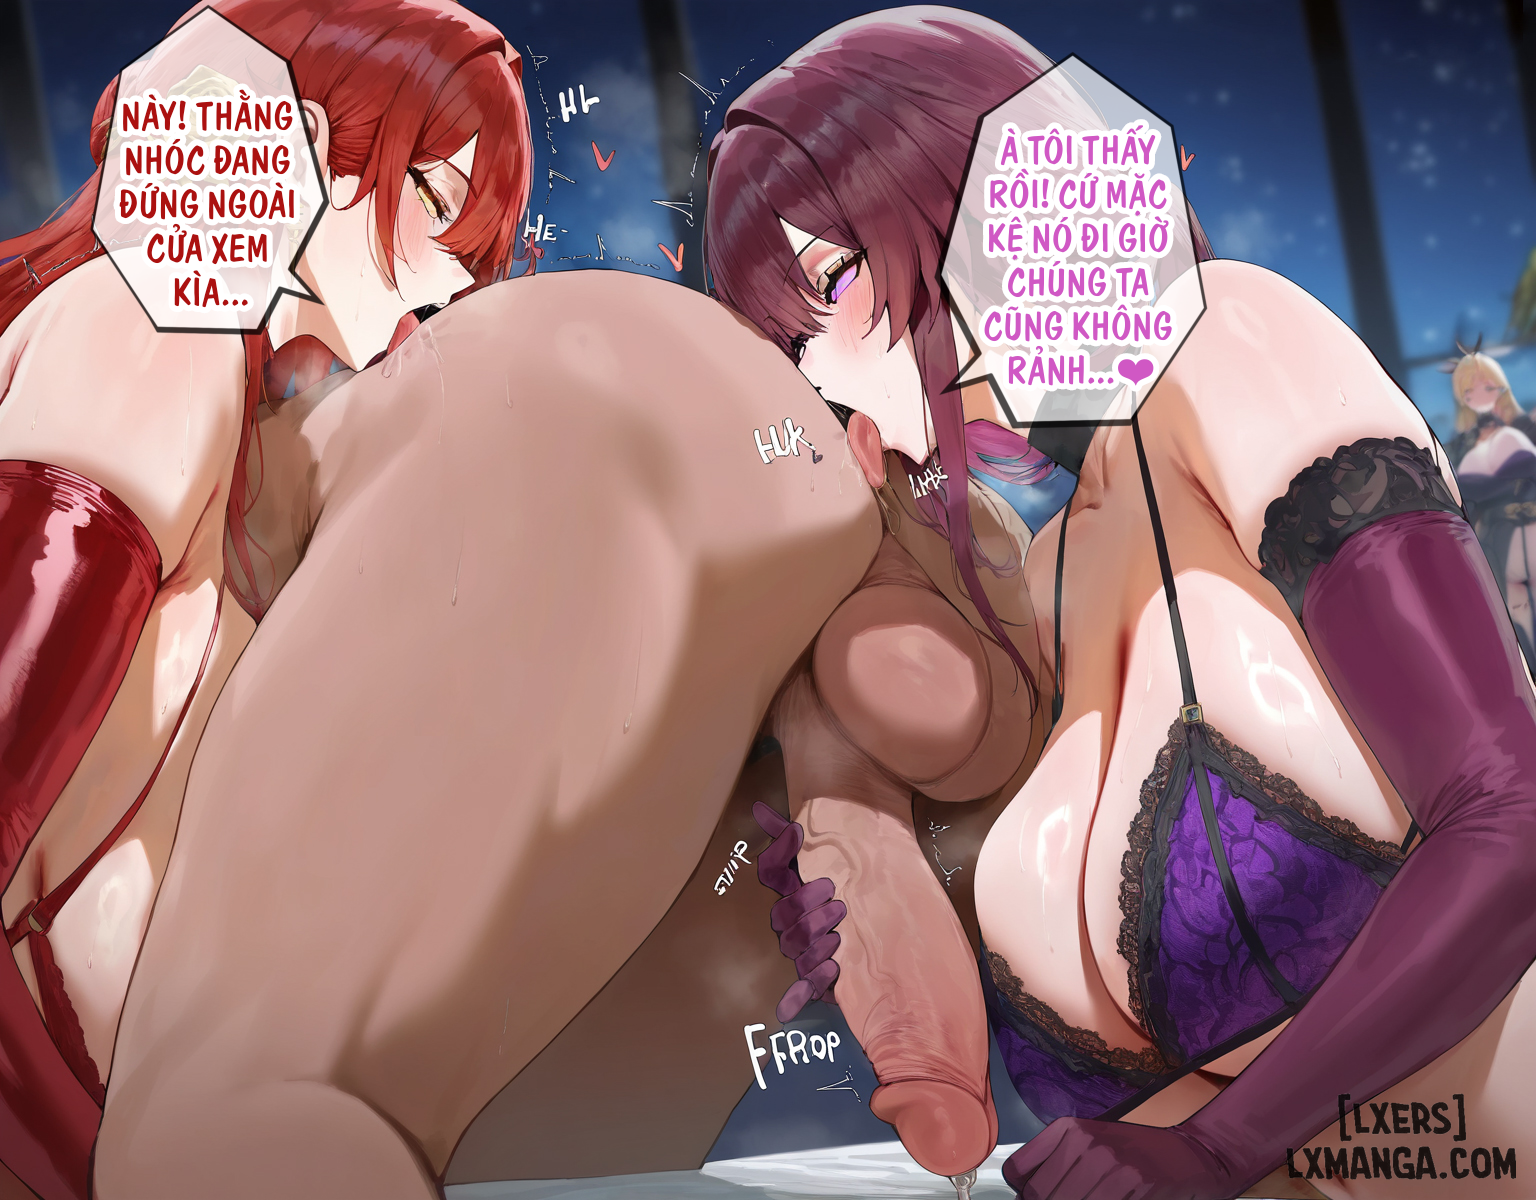 NÀY! THẰNG
NHÓC ĐANG
ĐỨNG NGOÀI
CỬA XEM
KÌA...
À TÔI THẤY
RỒI! CỨ MẶC
KỆ NÓ ĐI GIỜ
CHÚNG TA
CŨNG KHÔNG
RẢNH...❤
HE-
HUK
FFROP
[LXERS]
LXMANGA.COM